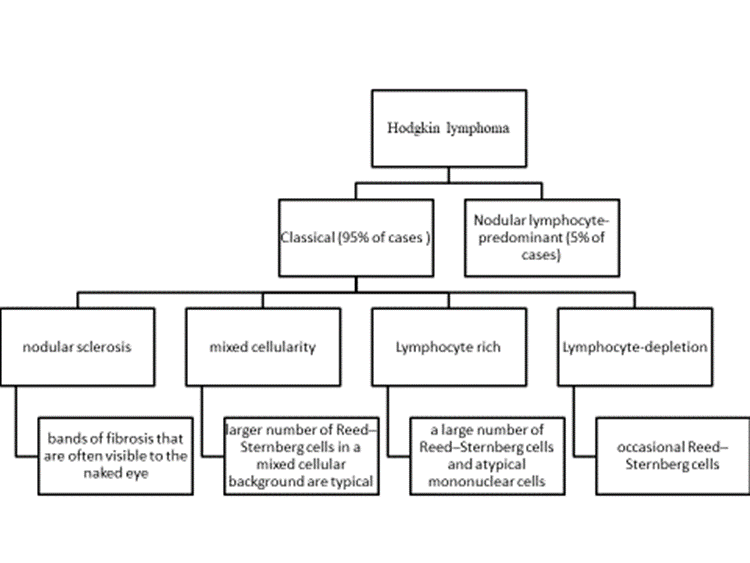 Hodgkin lymphoma
Classical (95% of cases )
Nodular lymphocyte-
predominant (5% of
cases)
nodular sclerosis
mixed cellularity
Lymphocyte rich
Lymphocyte-depletion
bands of fibrosis that
are often visible to the
naked eye
larger number of Reed–
Sternberg cells in a
mixed cellular
background are typical
a large number of
Reed–Sternberg cells
and atypical
mononuclear cells
occasional Reed–
Sternberg cells